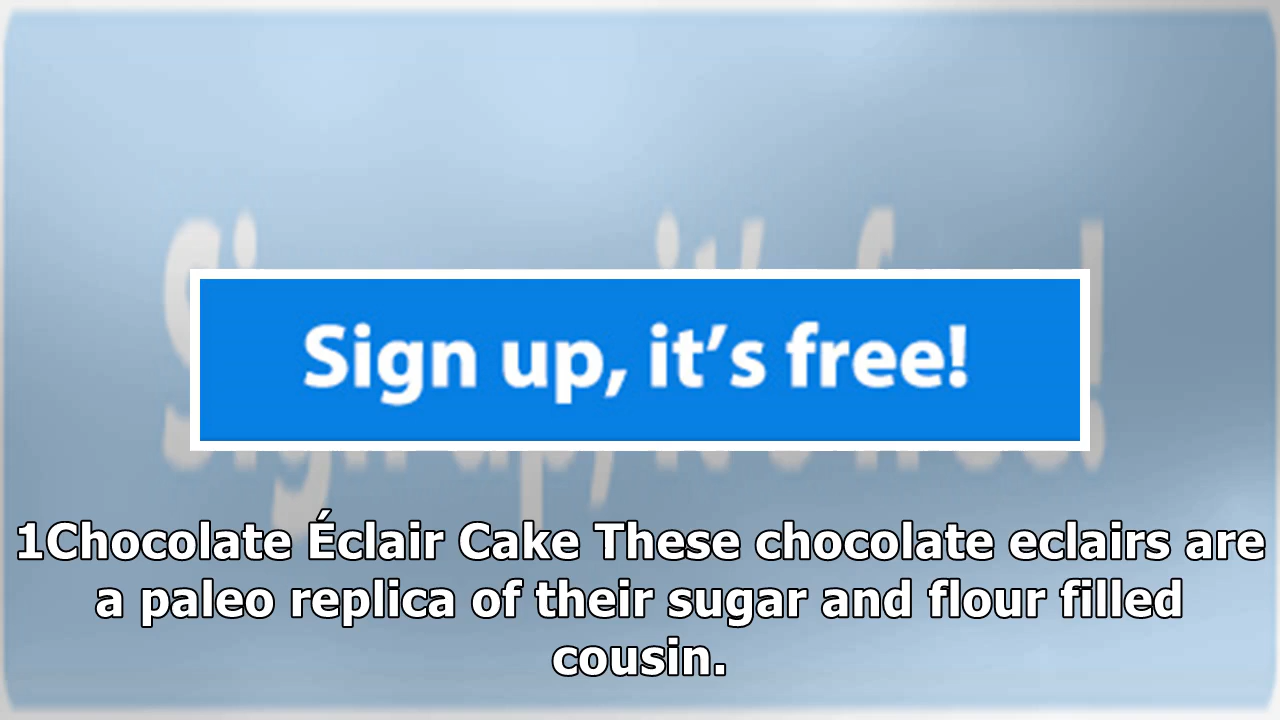 Sign up, it’s free!
1Chocolate Éclair Cake These chocolate eclairs are
a paleo replica of their sugar and flour filled
cousin.